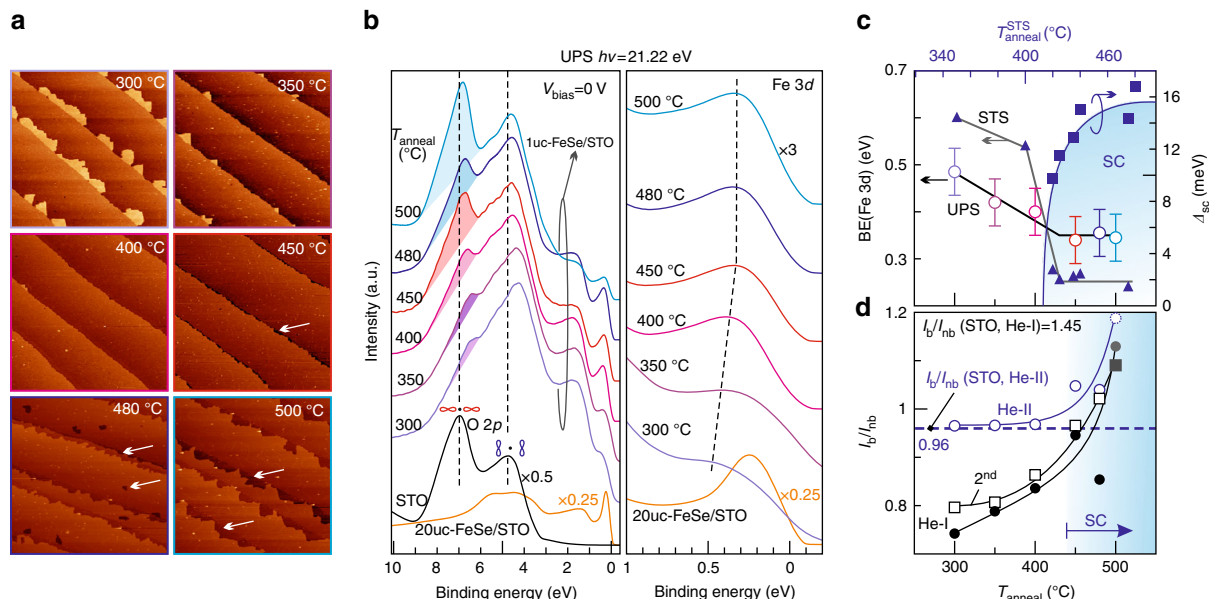 a
300 °C
350 °C
400 °C
450 °C
480 °C
500 °C
b
UPS hν=21.22 eV
V_bias=0 V
T_anneal
(°C)
500
480
450
400
350
300
1uc-FeSe/STO
O 2p
STO
×0.5
×0.25
20uc-FeSe/STO
Intensity (a.u.)
10 8 6 4 2 0
Binding energy (eV)
Fe 3d
500 °C
×3
480 °C
450 °C
400 °C
350 °C
300 °C
×0.25
20uc-FeSe/STO
1 0.5 0
Binding energy (eV)
c
T_anneal^STS (°C)
340 400 460
0.7
0.5
0.3
BE(Fe 3d) (eV)
STS
UPS
SC
16
12
8
4
0
Δ_sc (meV)
d
I_b/I_nb (STO, He-I)=1.45
I_b/I_nb
(STO, He-II)
He-II
0.96
2nd
He-I
SC
1.2
1
0.8
I_b/I_nb
300 350 400 450 500
T_anneal (°C)